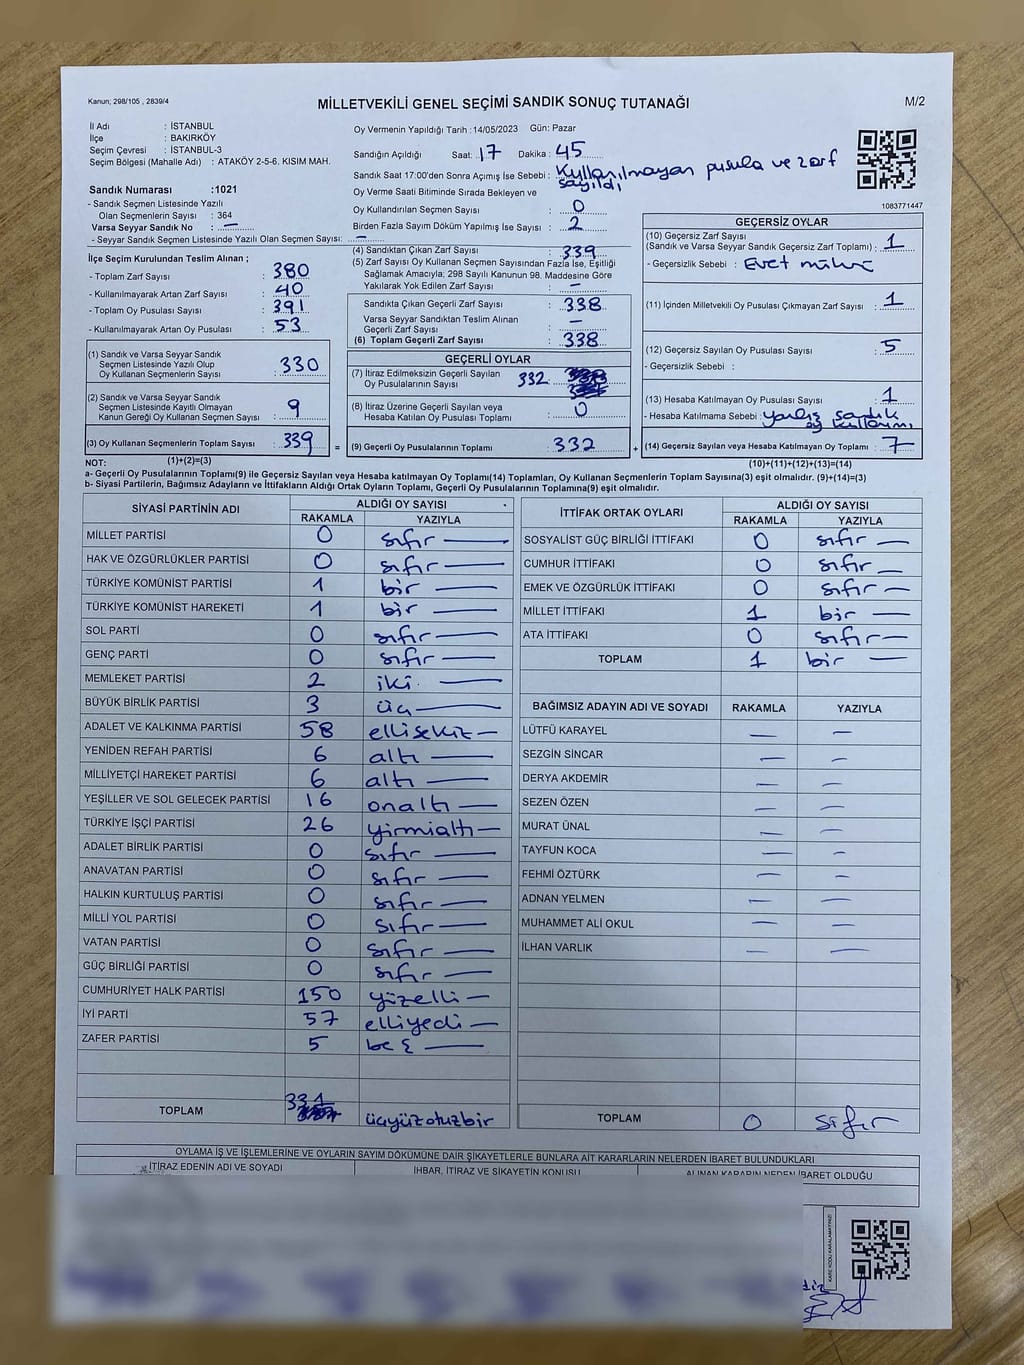 Kanun; 298/105 , 2839/4
MİLLETVEKİLİ GENEL SEÇİMİ SANDIK SONUÇ TUTANAĞI
M/2
İl Adı : İSTANBUL
İlçe : BAKIRKÖY
Seçim Çevresi : İSTANBUL-3
Seçim Bölgesi (Mahalle Adı) : ATAKÖY 2-5-6. KISIM MAH.
Sandık Numarası :1021
- Sandık Seçmen Listesinde Yazılı
Olan Seçmenlerin Sayısı : 364
Varsa Seyyar Sandık No : —
- Seyyar Sandık Seçmen Listesinde Yazılı Olan Seçmen Sayısı: —
Oy Vermenin Yapıldığı Tarih : 14/05/2023 Gün: Pazar
Sandığın Açıldığı Saat: 17 Dakika : 45
Sandık Saat 17:00'den Sonra Açımış İse Sebebi : Kullanılmayan pusula ve zarf
sayıldı
Oy Verme Saati Bitiminde Sırada Bekleyen ve
Oy Kullandırılan Seçmen Sayısı : 0
Birden Fazla Sayım Döküm Yapılmış İse Sayısı : 2
1083771447
İlçe Seçim Kurulundan Teslim Alınan ;
- Toplam Zarf Sayısı : 380
- Kullanılmayarak Artan Zarf Sayısı : 40
- Toplam Oy Pusulası Sayısı : 391
- Kullanılmayarak Artan Oy Pusulası : 53
(4) Sandıktan Çıkan Zarf Sayısı : 339
(5) Zarf Sayısı Oy Kullanan Seçmen Sayısından Fazla İse, Eşitliği
Sağlamak Amacıyla; 298 Sayılı Kanunun 98. Maddesine Göre
Yakılarak Yok Edilen Zarf Sayısı : —
Sandıkta Çıkan Geçerli Zarf Sayısı : 338
Varsa Seyyar Sandıktan Teslim Alınan
Geçerli Zarf Sayısı : —
(6) Toplam Geçerli Zarf Sayısı : 338
GEÇERSİZ OYLAR
(10) Geçersiz Zarf Sayısı
(Sandık ve Varsa Seyyar Sandık Geçersiz Zarf Toplamı) : 1
- Geçersizlik Sebebi : Evet mührü
(11) İçinden Milletvekili Oy Pusulası Çıkmayan Zarf Sayısı : 1
(12) Geçersiz Sayılan Oy Pusulası Sayısı : 5
- Geçersizlik Sebebi :
(13) Hesaba Katılmayan Oy Pusulası Sayısı : 1
- Hesaba Katılmama Sebebi : yanlış sandık
oy kullanımı
(14) Geçersiz Sayılan veya Hesaba Katılmayan Oy Toplamı : 7
(10)+(11)+(12)+(13)=(14)
(1) Sandık ve Varsa Seyyar Sandık
Seçmen Listesinde Yazılı Olup
Oy Kullanan Seçmenlerin Sayısı : 330
(2) Sandık ve Varsa Seyyar Sandık
Seçmen Listesinde Kayıtlı Olmayan
Kanun Gereği Oy Kullanan Seçmen Sayısı : 9
(3) Oy Kullanan Seçmenlerin Toplam Sayısı : 339 =
(1)+(2)=(3)
GEÇERLİ OYLAR
(7) İtiraz Edilmeksizin Geçerli Sayılan
Oy Pusulalarının Sayısı 332
(8) İtiraz Üzerine Geçerli Sayılan veya
Hesaba Katılan Oy Pusulası Toplamı : 0
(9) Geçerli Oy Pusulalarının Toplamı : 332 +
NOT:
a- Geçerli Oy Pusulalarının Toplamı(9) ile Geçersiz Sayılan veya Hesaba katılmayan Oy Toplamı(14) Toplamları, Oy Kullanan Seçmenlerin Toplam Sayısına(3) eşit olmalıdır. (9)+(14)=(3)
b- Siyasi Partilerin, Bağımsız Adayların ve İttifakların Aldığı Ortak Oyların Toplamı, Geçerli Oy Pusulalarının Toplamına(9) eşit olmalıdır.
SİYASİ PARTİNİN ADI ALDIĞI OY SAYISI
RAKAMLA YAZIYLA
MİLLET PARTİSİ 0 sıfır —
HAK VE ÖZGÜRLÜKLER PARTİSİ 0 sıfır —
TÜRKİYE KOMÜNİST PARTİSİ 1 bir —
TÜRKİYE KOMÜNİST HAREKETİ 1 bir —
SOL PARTİ 0 sıfır —
GENÇ PARTİ 0 sıfır —
MEMLEKET PARTİSİ 2 iki —
BÜYÜK BİRLİK PARTİSİ 3 üç —
ADALET VE KALKINMA PARTİSİ 58 ellisekiz —
YENİDEN REFAH PARTİSİ 6 altı —
MİLLİYETÇİ HAREKET PARTİSİ 6 altı —
YEŞİLLER VE SOL GELECEK PARTİSİ 16 onaltı —
TÜRKİYE İŞÇİ PARTİSİ 26 yirmialtı —
ADALET BİRLİK PARTİSİ 0 sıfır —
ANAVATAN PARTİSİ 0 sıfır —
HALKIN KURTULUŞ PARTİSİ 0 sıfır —
MİLLİ YOL PARTİSİ 0 sıfır —
VATAN PARTİSİ 0 sıfır —
GÜÇ BİRLİĞİ PARTİSİ 0 sıfır —
CUMHURİYET HALK PARTİSİ 150 yüzelli —
İYİ PARTİ 57 elliyedi —
ZAFER PARTİSİ 5 beş —
TOPLAM 331 üçyüzotuzbir
İTTİFAK ORTAK OYLARI ALDIĞI OY SAYISI
RAKAMLA YAZIYLA
SOSYALİST GÜÇ BİRLİĞİ İTTİFAKI 0 sıfır —
CUMHUR İTTİFAKI 0 sıfır —
EMEK VE ÖZGÜRLÜK İTTİFAKI 0 sıfır —
MİLLET İTTİFAKI 1 bir —
ATA İTTİFAKI 0 sıfır —
TOPLAM 1 bir —
BAĞIMSIZ ADAYIN ADI VE SOYADI RAKAMLA YAZIYLA
LÜTFÜ KARAYEL — —
SEZGİN SİNCAR — —
DERYA AKDEMİR — —
SEZEN ÖZEN — —
MURAT ÜNAL — —
TAYFUN KOCA — —
FEHMİ ÖZTÜRK — —
ADNAN YELMEN — —
MUHAMMET ALİ OKUL — —
İLHAN VARLIK — —
TOPLAM 0 sıfır
OYLAMA İŞ VE İŞLEMLERİNE VE OYLARIN SAYIM DÖKÜMÜNE DAİR ŞİKAYETLERLE BUNLARA AİT KARARLARIN NELERDEN İBARET BULUNDUKLARI
İTİRAZ EDENİN ADI VE SOYADI İHBAR, İTİRAZ VE ŞİKAYETİN KONUSU ALINAN KARARIN NEDEN İBARET OLDUĞU
KARE KODU KARALAMAYINIZ!